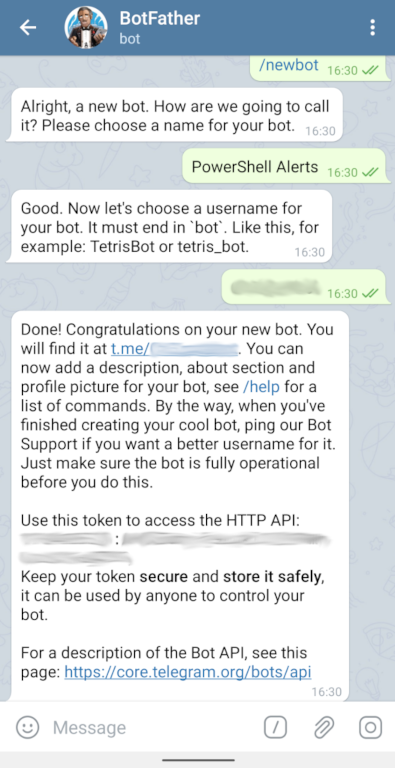 BotFather
bot
/newbot 16:30
Alright, a new bot. How are we going to call
it? Please choose a name for your bot. 16:30
PowerShell Alerts 16:30
Good. Now let's choose a username for
your bot. It must end in `bot`. Like this, for
example: TetrisBot or tetris_bot. 16:30
16:30
Done! Congratulations on your new bot. You
will find it at t.me/ . You can
now add a description, about section and
profile picture for your bot, see /help for a
list of commands. By the way, when you've
finished creating your cool bot, ping our Bot
Support if you want a better username for it.
Just make sure the bot is fully operational
before you do this.
Use this token to access the HTTP API:
:
Keep your token secure and store it safely,
it can be used by anyone to control your
bot.
For a description of the Bot API, see this
page: https://core.telegram.org/bots/api
16:30
/
Message